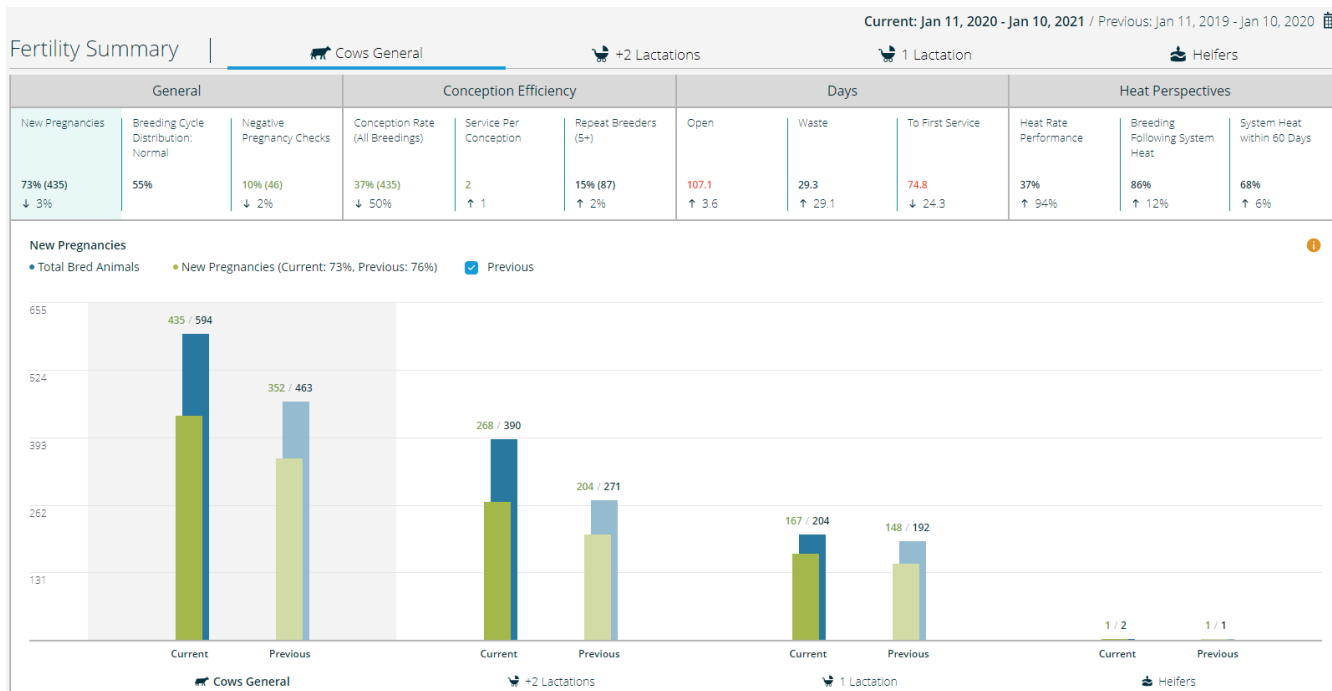 Current: Jan 11, 2020 - Jan 10, 2021 / Previous: Jan 11, 2019 - Jan 10, 2020
Fertility Summary
Cows General
+2 Lactations
1 Lactation
Heifers
General
Conception Efficiency
Days
Heat Perspectives
New Pregnancies
73% (435)
↓ 3%
Breeding Cycle
Distribution:
Normal
55%
Negative
Pregnancy Checks
10% (46)
↓ 2%
Conception Rate
(All Breedings)
37% (435)
↓ 50%
Service Per
Conception
2
↑ 1
Repeat Breeders
(5+)
15% (87)
↑ 2%
Open
107.1
↑ 3.6
Waste
29.3
↑ 29.1
To First Service
74.8
↓ 24.3
Heat Rate
Performance
37%
↑ 94%
Breeding
Following System
Heat
86%
↑ 12%
System Heat
within 60 Days
68%
↑ 6%
New Pregnancies
Total Bred Animals
New Pregnancies (Current: 73%, Previous: 76%)
Previous
655
524
393
262
131
435 / 594
352 / 463
268 / 390
204 / 271
167 / 204
148 / 192
1 / 2
1 / 1
Current Previous
Current Previous
Current Previous
Current Previous
Cows General
+2 Lactations
1 Lactation
Heifers